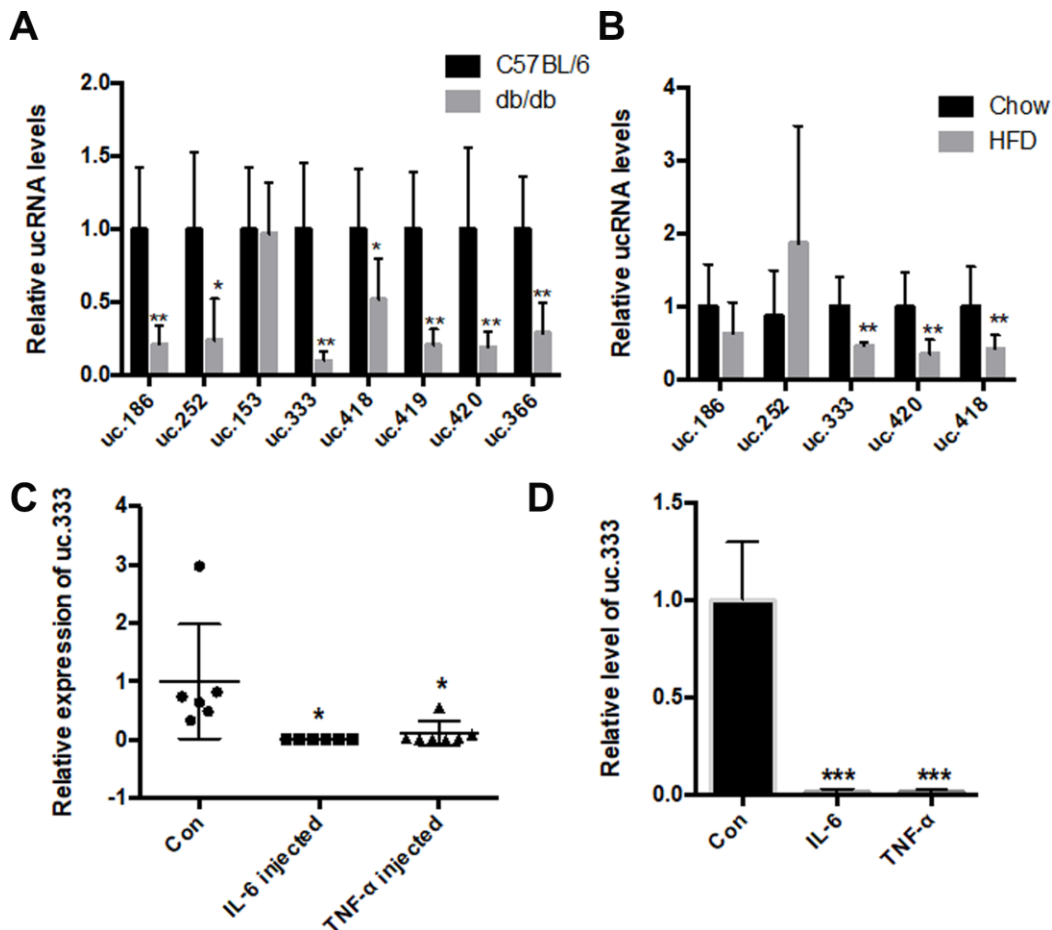 A
C57BL/6
db/db
Relative ucRNA levels
2.0
1.5
1.0
0.5
0.0
* * ** ** ** ** ** *
uc.186 uc.252 uc.153 uc.333 uc.418 uc.419 uc.420 uc.366
B
Chow
HFD
Relative ucRNA levels
4
3
2
1
0
** ** **
uc.186 uc.252 uc.333 uc.420 uc.418
C
Relative expression of uc.333
4
3
2
1
0
-1
* *
Con IL-6 injected TNF-α injected
D
Relative level of uc.333
1.5
1.0
0.5
0.0
*** ***
Con IL-6 TNF-α